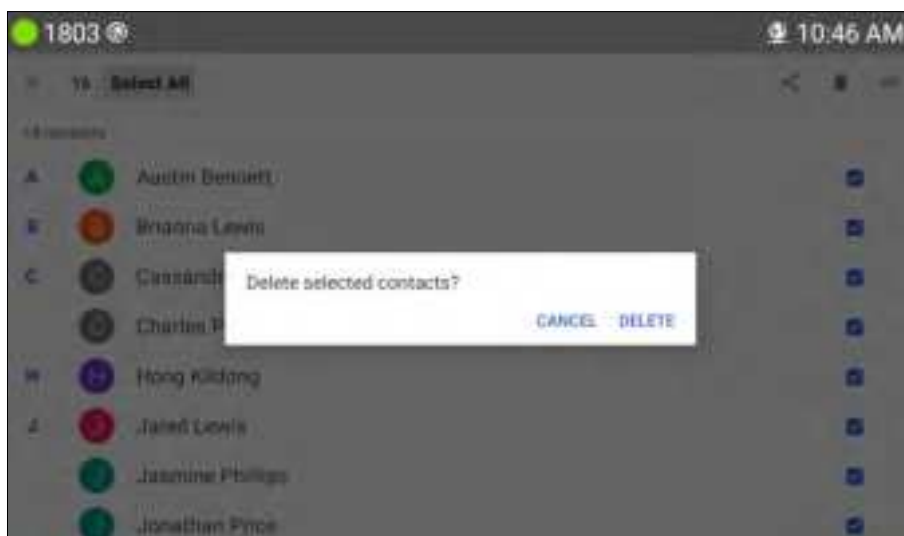 1803
10:46 AM
Select All
A
Austin Bennett
B
Brianna Lewis
C
Delete selected contacts?
Charles P
CANCEL DELETE
H
Hong Kildong
J
Jared Lewis
Jasmine Phillips
Jonathan Price